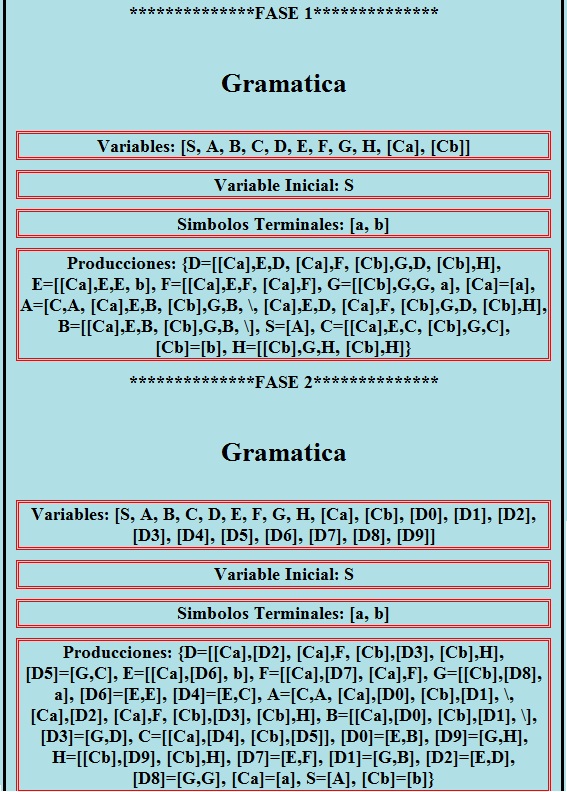 **************FASE 1**************
Gramatica
Variables: [S, A, B, C, D, E, F, G, H, [Ca], [Cb]]
Variable Inicial: S
Simbolos Terminales: [a, b]
Producciones: {D=[[Ca],E,D, [Ca],F, [Cb],G,D, [Cb],H],
E=[[Ca],E,E, b], F=[[Ca],E,F, [Ca],F], G=[[Cb],G,G, a], [Ca]=[a],
A=[C,A, [Ca],E,B, [Cb],G,B, \, [Ca],E,D, [Ca],F, [Cb],G,D, [Cb],H],
B=[[Ca],E,B, [Cb],G,B, \], S=[A], C=[[Ca],E,C, [Cb],G,C],
[Cb]=[b], H=[[Cb],G,H, [Cb],H]}
**************FASE 2**************
Gramatica
Variables: [S, A, B, C, D, E, F, G, H, [Ca], [Cb], [D0], [D1], [D2],
[D3], [D4], [D5], [D6], [D7], [D8], [D9]]
Variable Inicial: S
Simbolos Terminales: [a, b]
Producciones: {D=[[Ca],[D2], [Ca],F, [Cb],[D3], [Cb],H],
[D5]=[G,C], E=[[Ca],[D6], b], F=[[Ca],[D7], [Ca],F], G=[[Cb],[D8],
a], [D6]=[E,E], [D4]=[E,C], A=[C,A, [Ca],[D0], [Cb],[D1], \,
[Ca],[D2], [Ca],F, [Cb],[D3], [Cb],H], B=[[Ca],[D0], [Cb],[D1], \],
[D3]=[G,D], C=[[Ca],[D4], [Cb],[D5]], [D0]=[E,B], [D9]=[G,H],
H=[[Cb],[D9], [Cb],H], [D7]=[E,F], [D1]=[G,B], [D2]=[E,D],
[D8]=[G,G], [Ca]=[a], S=[A], [Cb]=[b]}